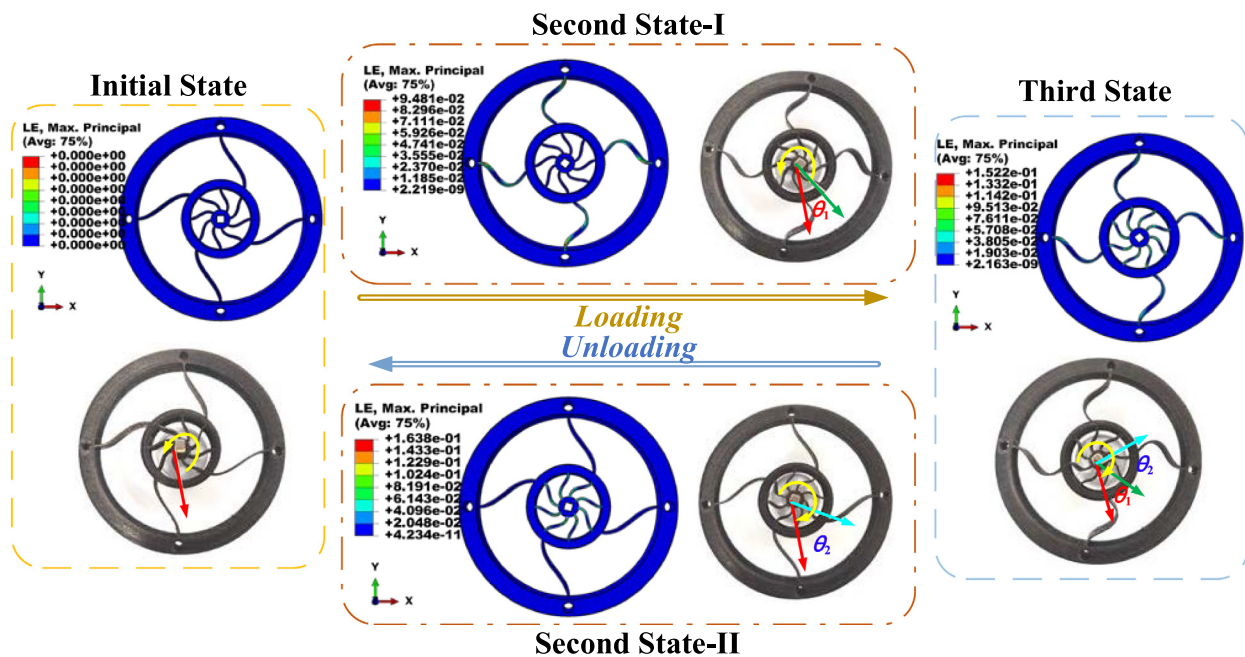 Second State-I
Initial State
Third State
LE, Max. Principal
(Avg: 75%)
+0.000e+00
+0.000e+00
+0.000e+00
+0.000e+00
+0.000e+00
+0.000e+00
+0.000e+00
+0.000e+00
+0.000e+00
Y
X
LE, Max. Principal
(Avg: 75%)
+9.481e-02
+8.296e-02
+7.111e-02
+5.926e-02
+4.741e-02
+3.555e-02
+2.370e-02
+1.185e-02
+2.219e-09
Y
X
θ1
LE, Max. Principal
(Avg: 75%)
+1.522e-01
+1.332e-01
+1.142e-01
+9.513e-02
+7.611e-02
+5.708e-02
+3.805e-02
+1.903e-02
+2.163e-09
Y
X
Loading
Unloading
LE, Max. Principal
(Avg: 75%)
+1.638e-01
+1.433e-01
+1.229e-01
+1.024e-01
+8.191e-02
+6.143e-02
+4.096e-02
+2.048e-02
+4.234e-11
Y
X
θ2
θ2
θ1
Second State-II